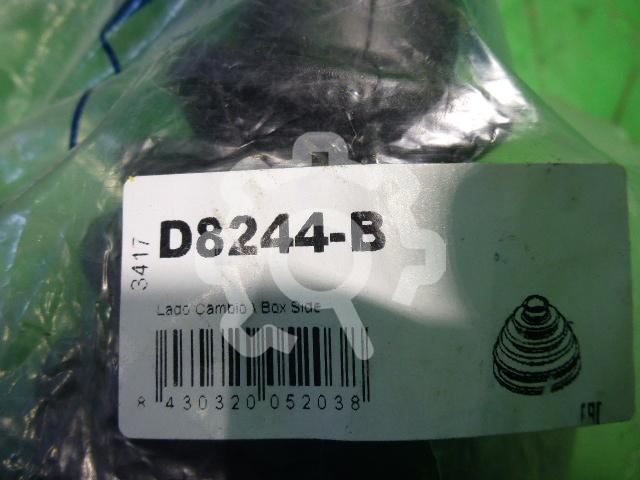 3417
D8244-B
Lado Cambio \ Box Side
8 430320 052038
EAC